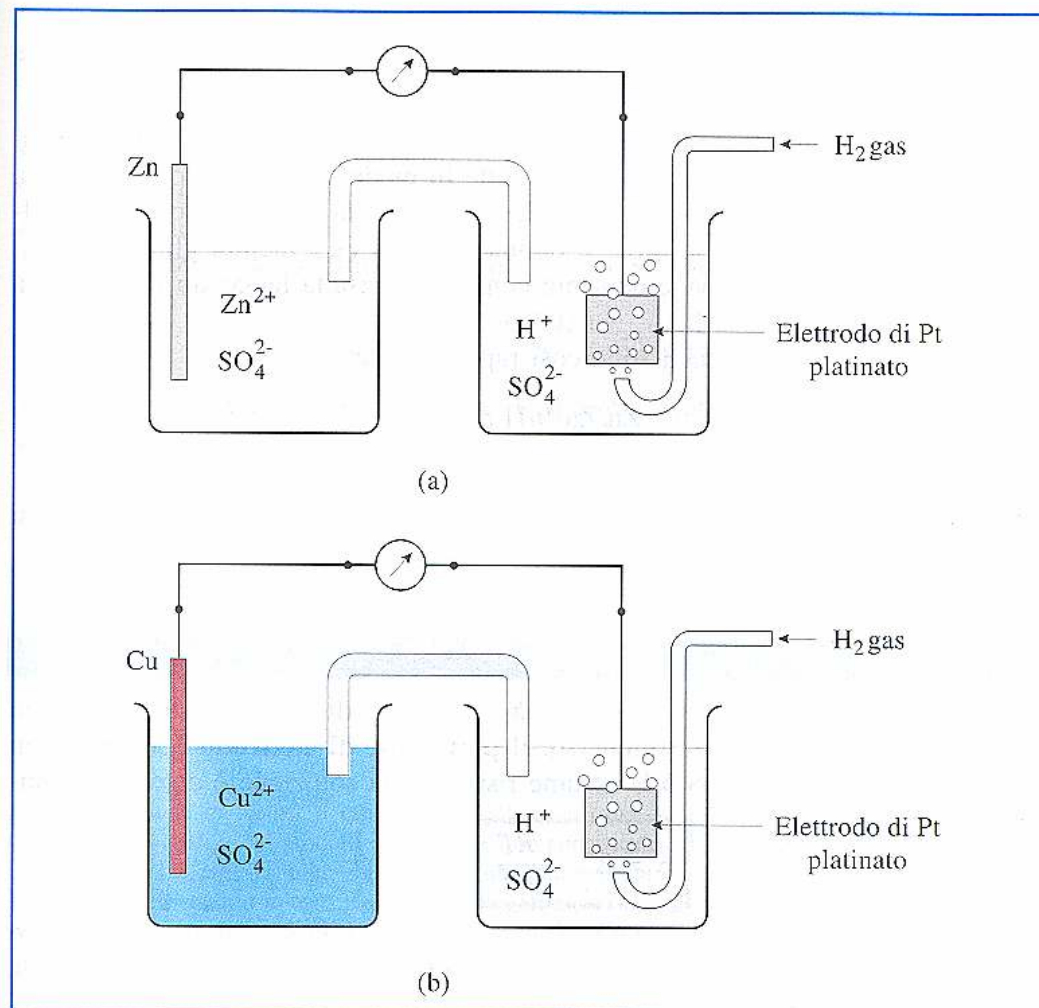 Zn
H₂ gas
Zn²⁺
SO₄²⁻
H⁺
SO₄²⁻
Elettrodo di Pt
platinato
(a)
Cu
H₂ gas
Cu²⁺
SO₄²⁻
H⁺
SO₄²⁻
Elettrodo di Pt
platinato
(b)